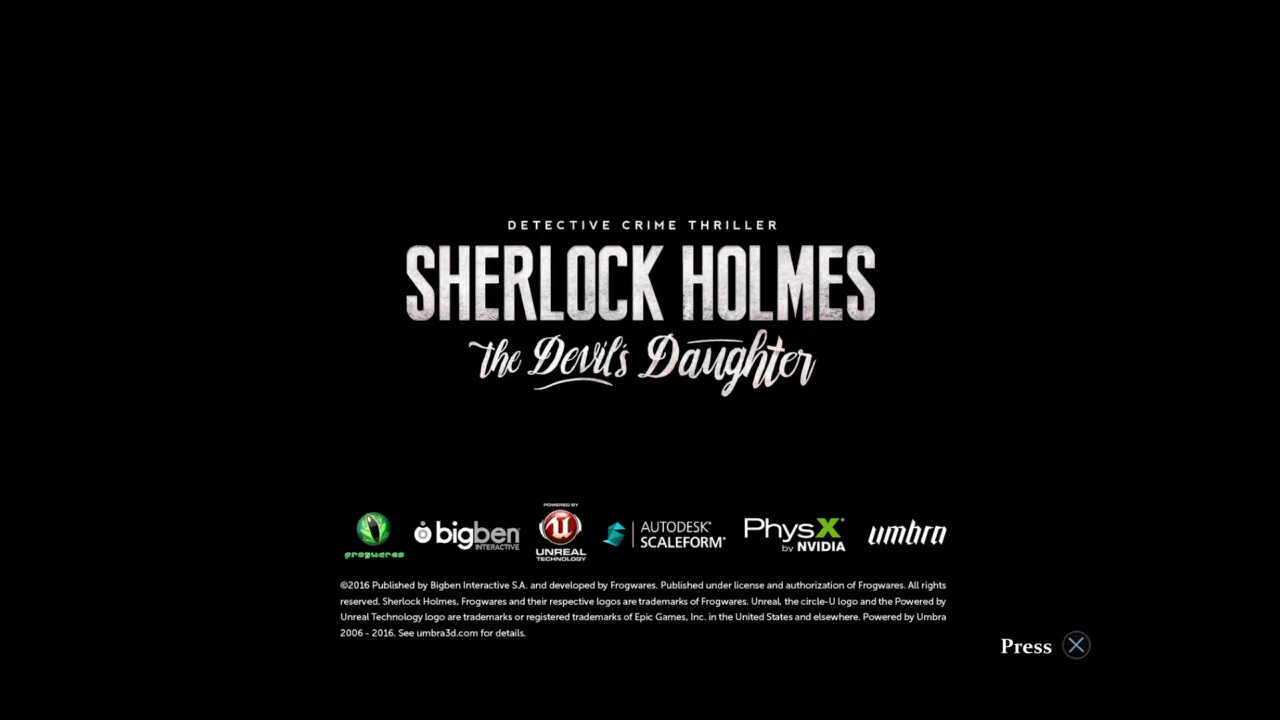 DETECTIVE CRIME THRILLER
SHERLOCK HOLMES
the Devil's Daughter
frogwares
bigben
INTERACTIVE
POWERED BY
U
UNREAL
TECHNOLOGY
AUTODESK®
SCALEFORM®
PhysX®
by NVIDIA
umbra
©2016 Published by Bigben Interactive S.A. and developed by Frogwares. Published under license and authorization of Frogwares. All rights
reserved. Sherlock Holmes, Frogwares and their respective logos are trademarks of Frogwares. Unreal, the circle-U logo and the Powered by
Unreal Technology logo are trademarks or registered trademarks of Epic Games, Inc. in the United States and elsewhere. Powered by Umbra
2006 - 2016. See umbra3d.com for details.
Press